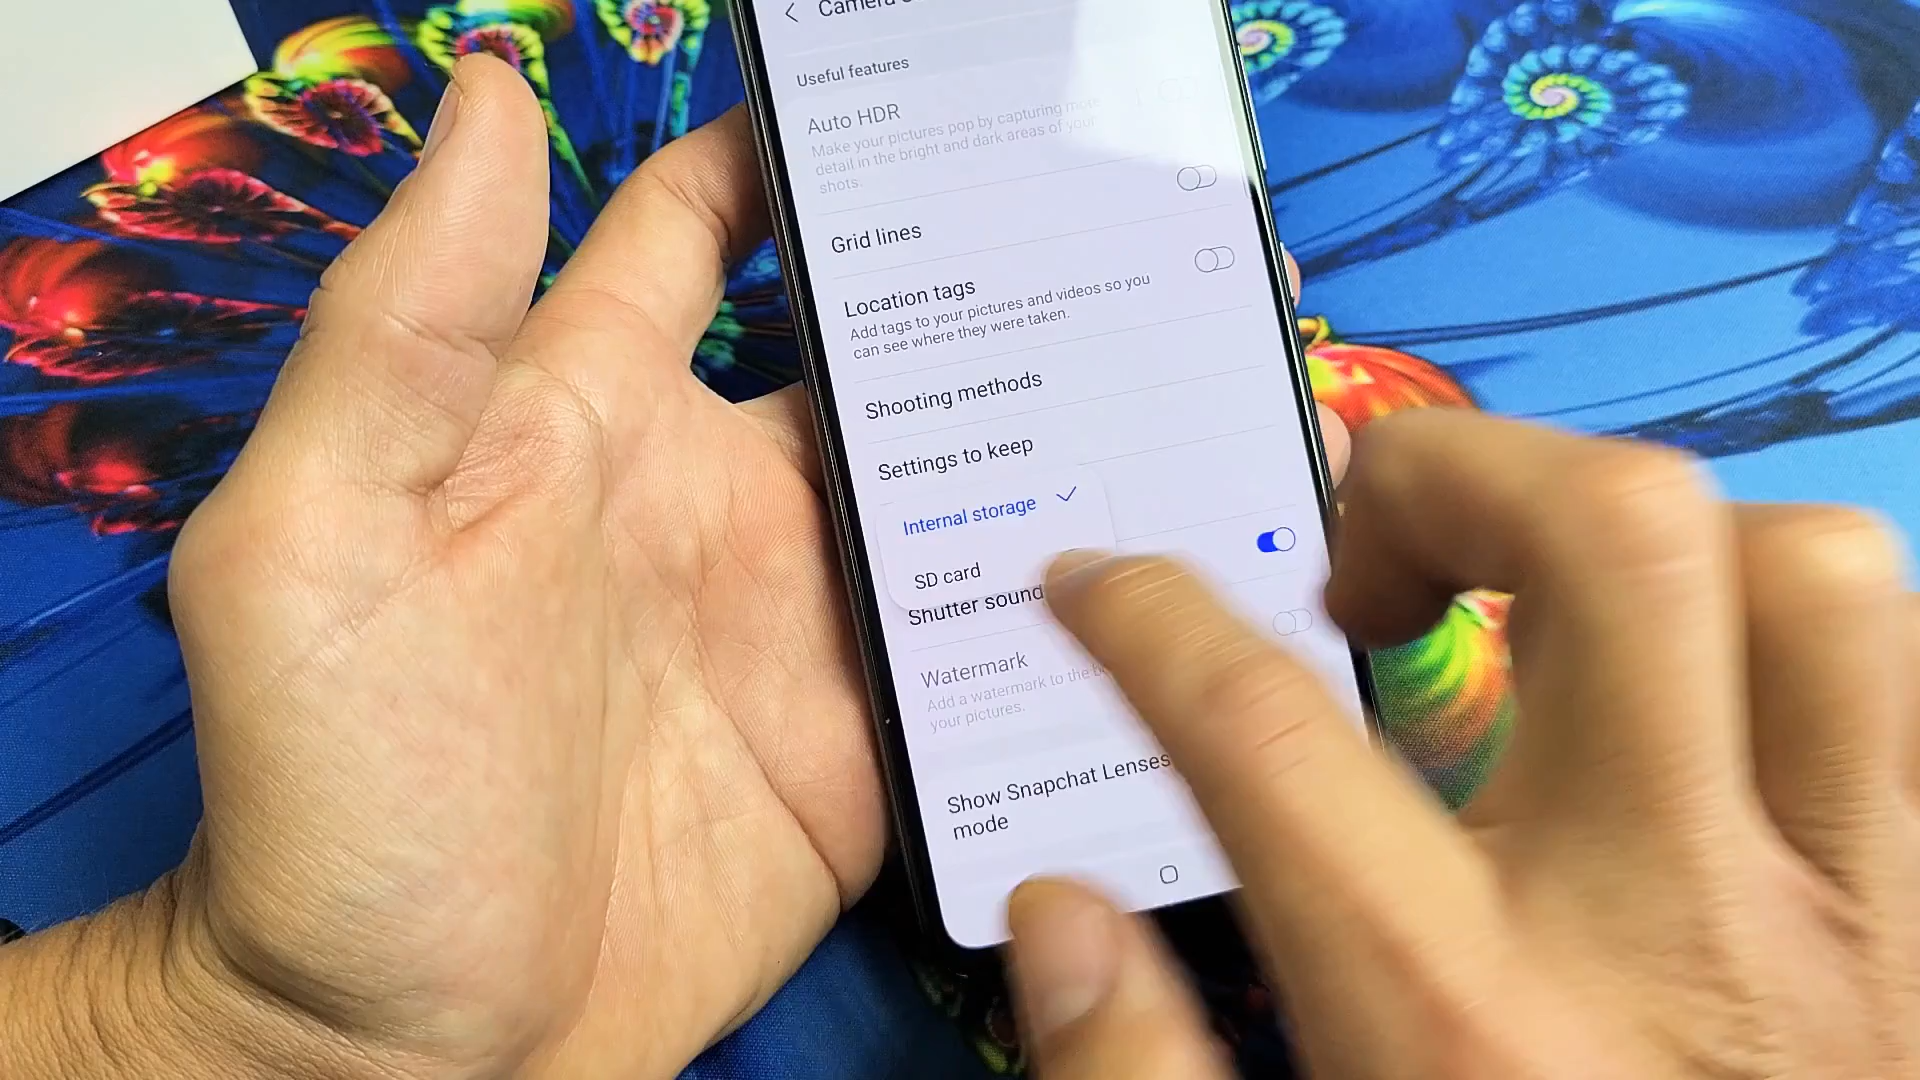 Camera
Useful features
Auto HDR
Make your pictures pop by capturing more
detail in the bright and dark areas of your
shots.
Grid lines
Location tags
Add tags to your pictures and videos so you
can see where they were taken.
Shooting methods
Settings to keep
Internal storage
SD card
Shutter sound
Watermark
Add a watermark to the
your pictures.
Show Snapchat Lenses
mode